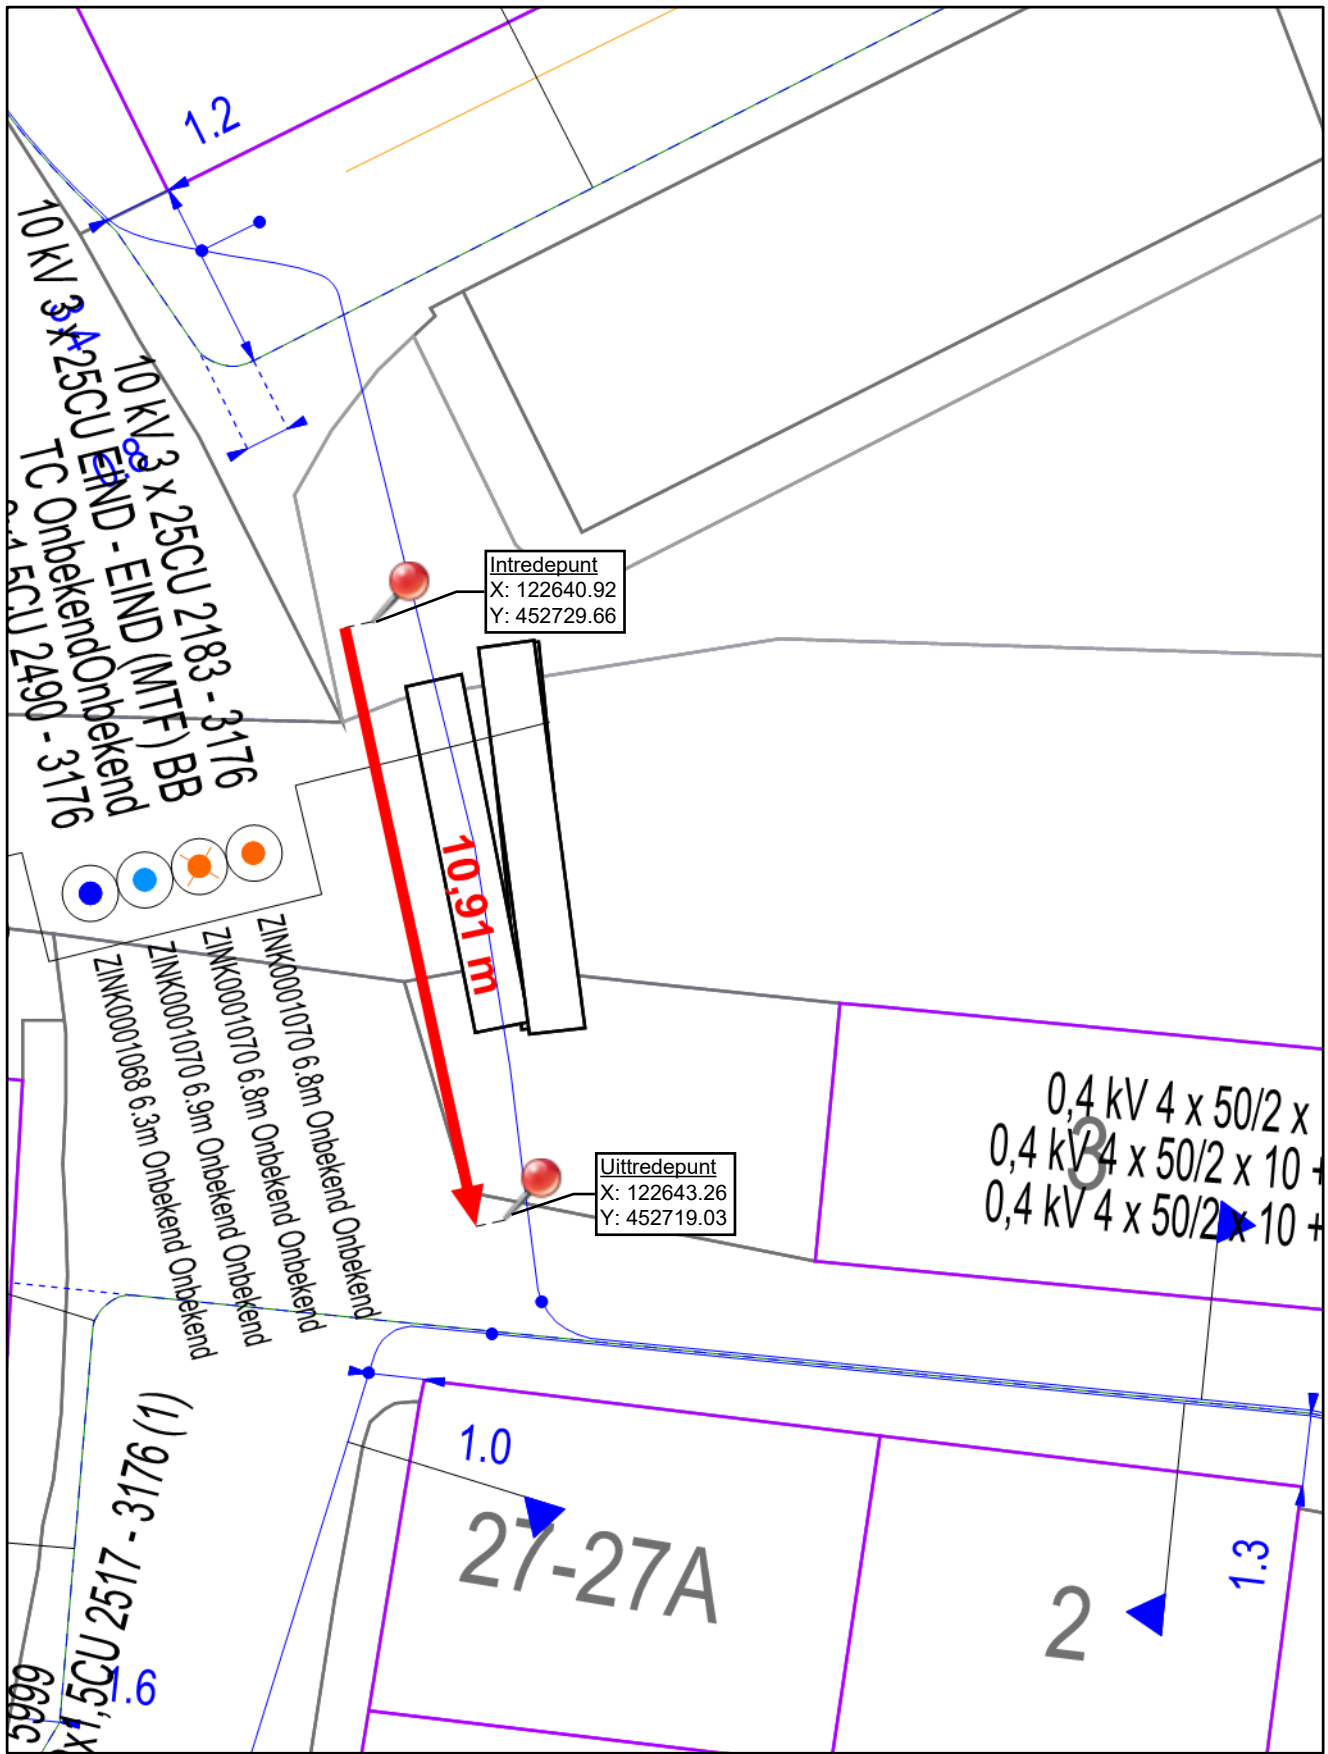 1.2
10 kV 3 x 25CU 2183 - 3176
10 kV 3 x 25CU EIND - EIND (MTF) BB
TC OnbekendOnbekend
5CU 2490 - 3176
3.4
Intredepunt
X: 122640.92
Y: 452729.66
10,91 m
ZINK0001068 6.3m Onbekend Onbekend
ZINK0001070 6.9m Onbekend Onbekend
ZINK0001070 6.8m Onbekend Onbekend
ZINK0001070 6.8m Onbekend Onbekend
Uittredepunt
X: 122643.26
Y: 452719.03
0,4 kV 4 x 50/2 x
0,4 kV 4 x 50/2 x 10 +
0,4 kV 4 x 50/2 x 10 +
3
1.0
27-27A
2
1.3
x1,5CU 2517 - 3176 (1)
5999
1.6